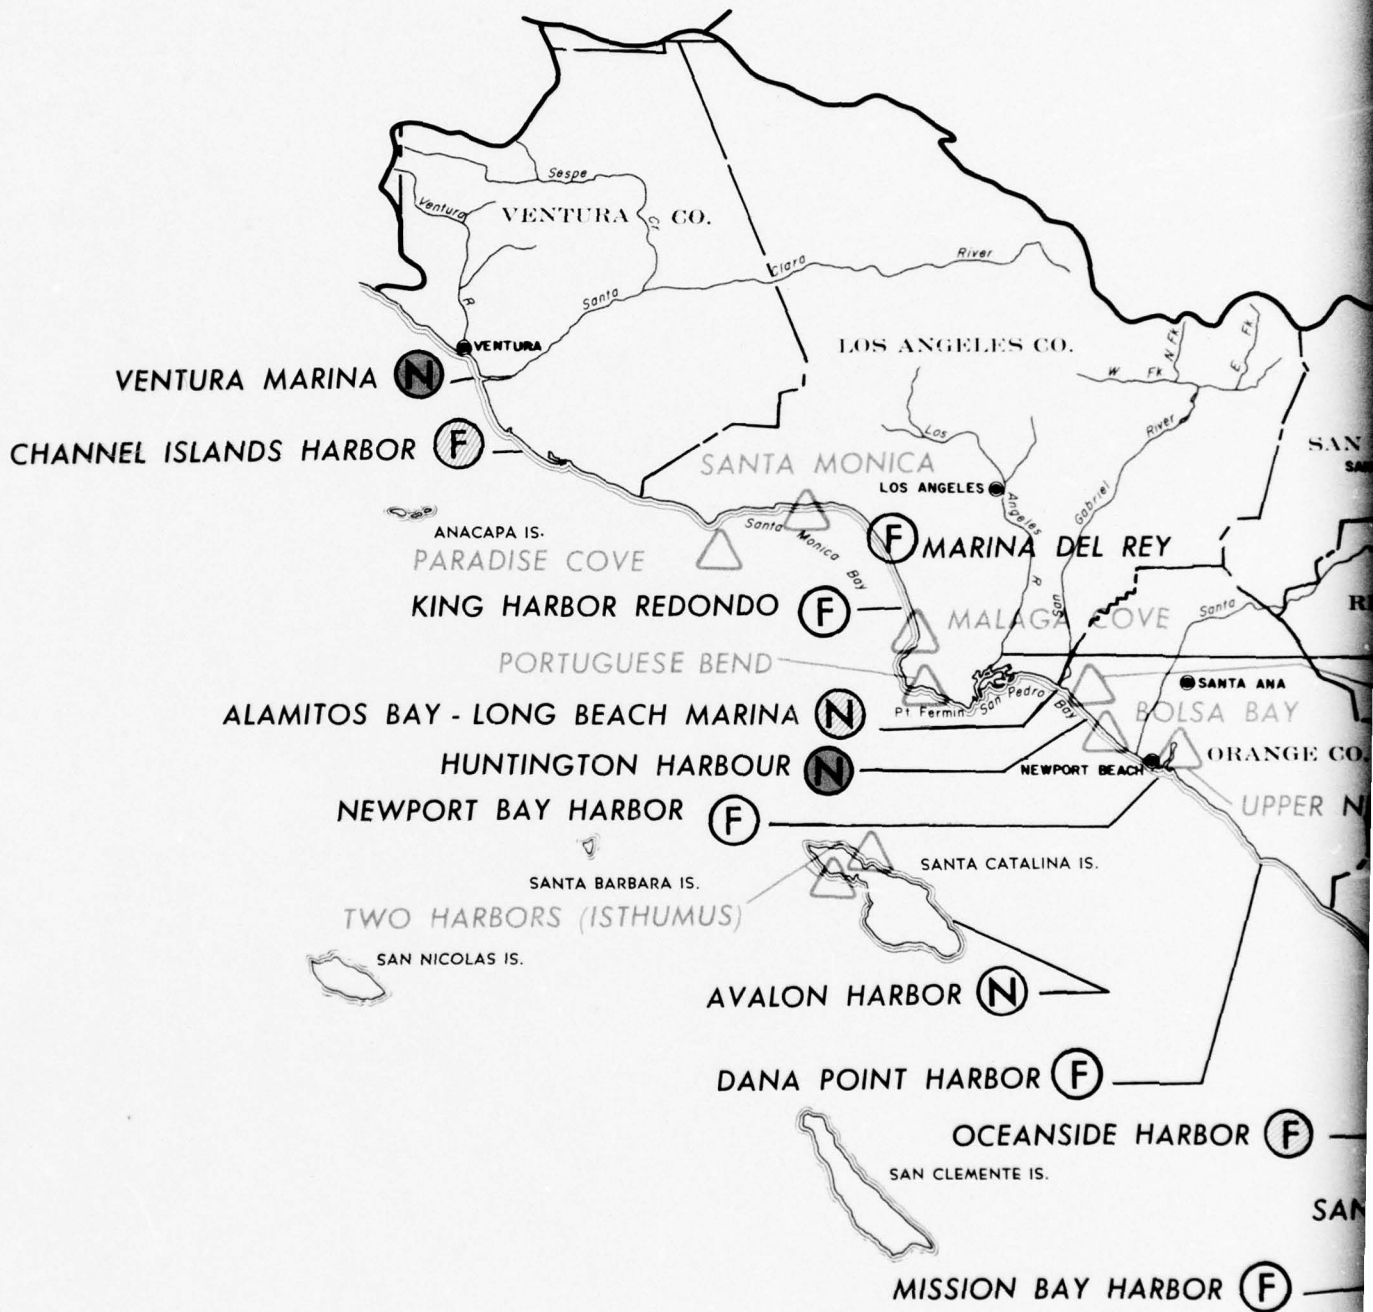 Sespe
Ventura
VENTURA CO.
Cr.
River
Clara
Santa
R
VENTURA
LOS ANGELES CO.
N Fk
E Fk
W Fk
VENTURA MARINA N
River
Los
CHANNEL ISLANDS HARBOR F
SAN
SANTA MONICA
LOS ANGELES
Angeles
Gabriel
ANACAPA IS.
Santa Monica Bay
F MARINA DEL REY
PARADISE COVE
R
San
Santa
KING HARBOR REDONDO F
MALAGA COVE
PORTUGUESE BEND
SANTA ANA
San Pedro Bay
Pt Fermin
ALAMITOS BAY - LONG BEACH MARINA N
BOLSA BAY
ORANGE CO.
HUNTINGTON HARBOUR N
NEWPORT BEACH
NEWPORT BAY HARBOR F
UPPER N
SANTA CATALINA IS.
SANTA BARBARA IS.
TWO HARBORS (ISTHUMUS)
SAN NICOLAS IS.
AVALON HARBOR N
DANA POINT HARBOR F
OCEANSIDE HARBOR F
SAN CLEMENTE IS.
SAN
MISSION BAY HARBOR F